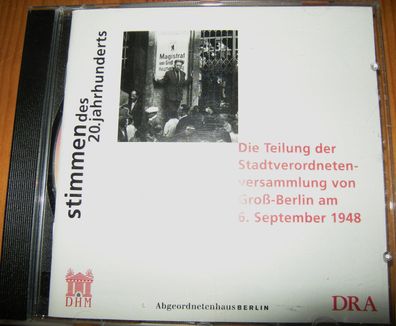 stimmen des
20. jahrhunderts
Magistral
Die Teilung der
Stadtverordneten-
versammlung von
Groß-Berlin am
6. September 1948
DHM
Abgeordnetenhaus BERLIN
DRA